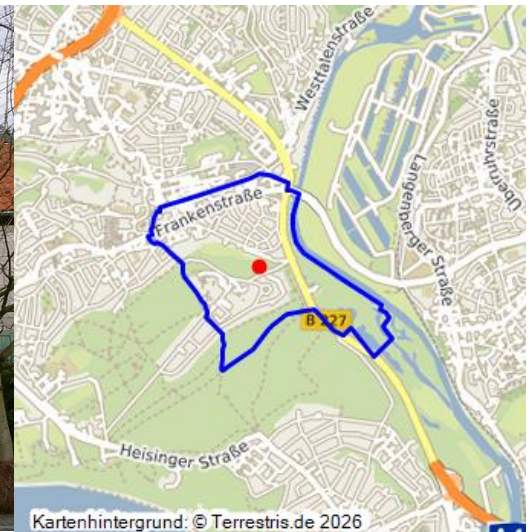 Westfalenstraße
Überruhrstraße
Langenberger Straße
Frankenstraße
B 227
Heisinger Straße
Kartenhintergrund: © Terrestris.de 2026